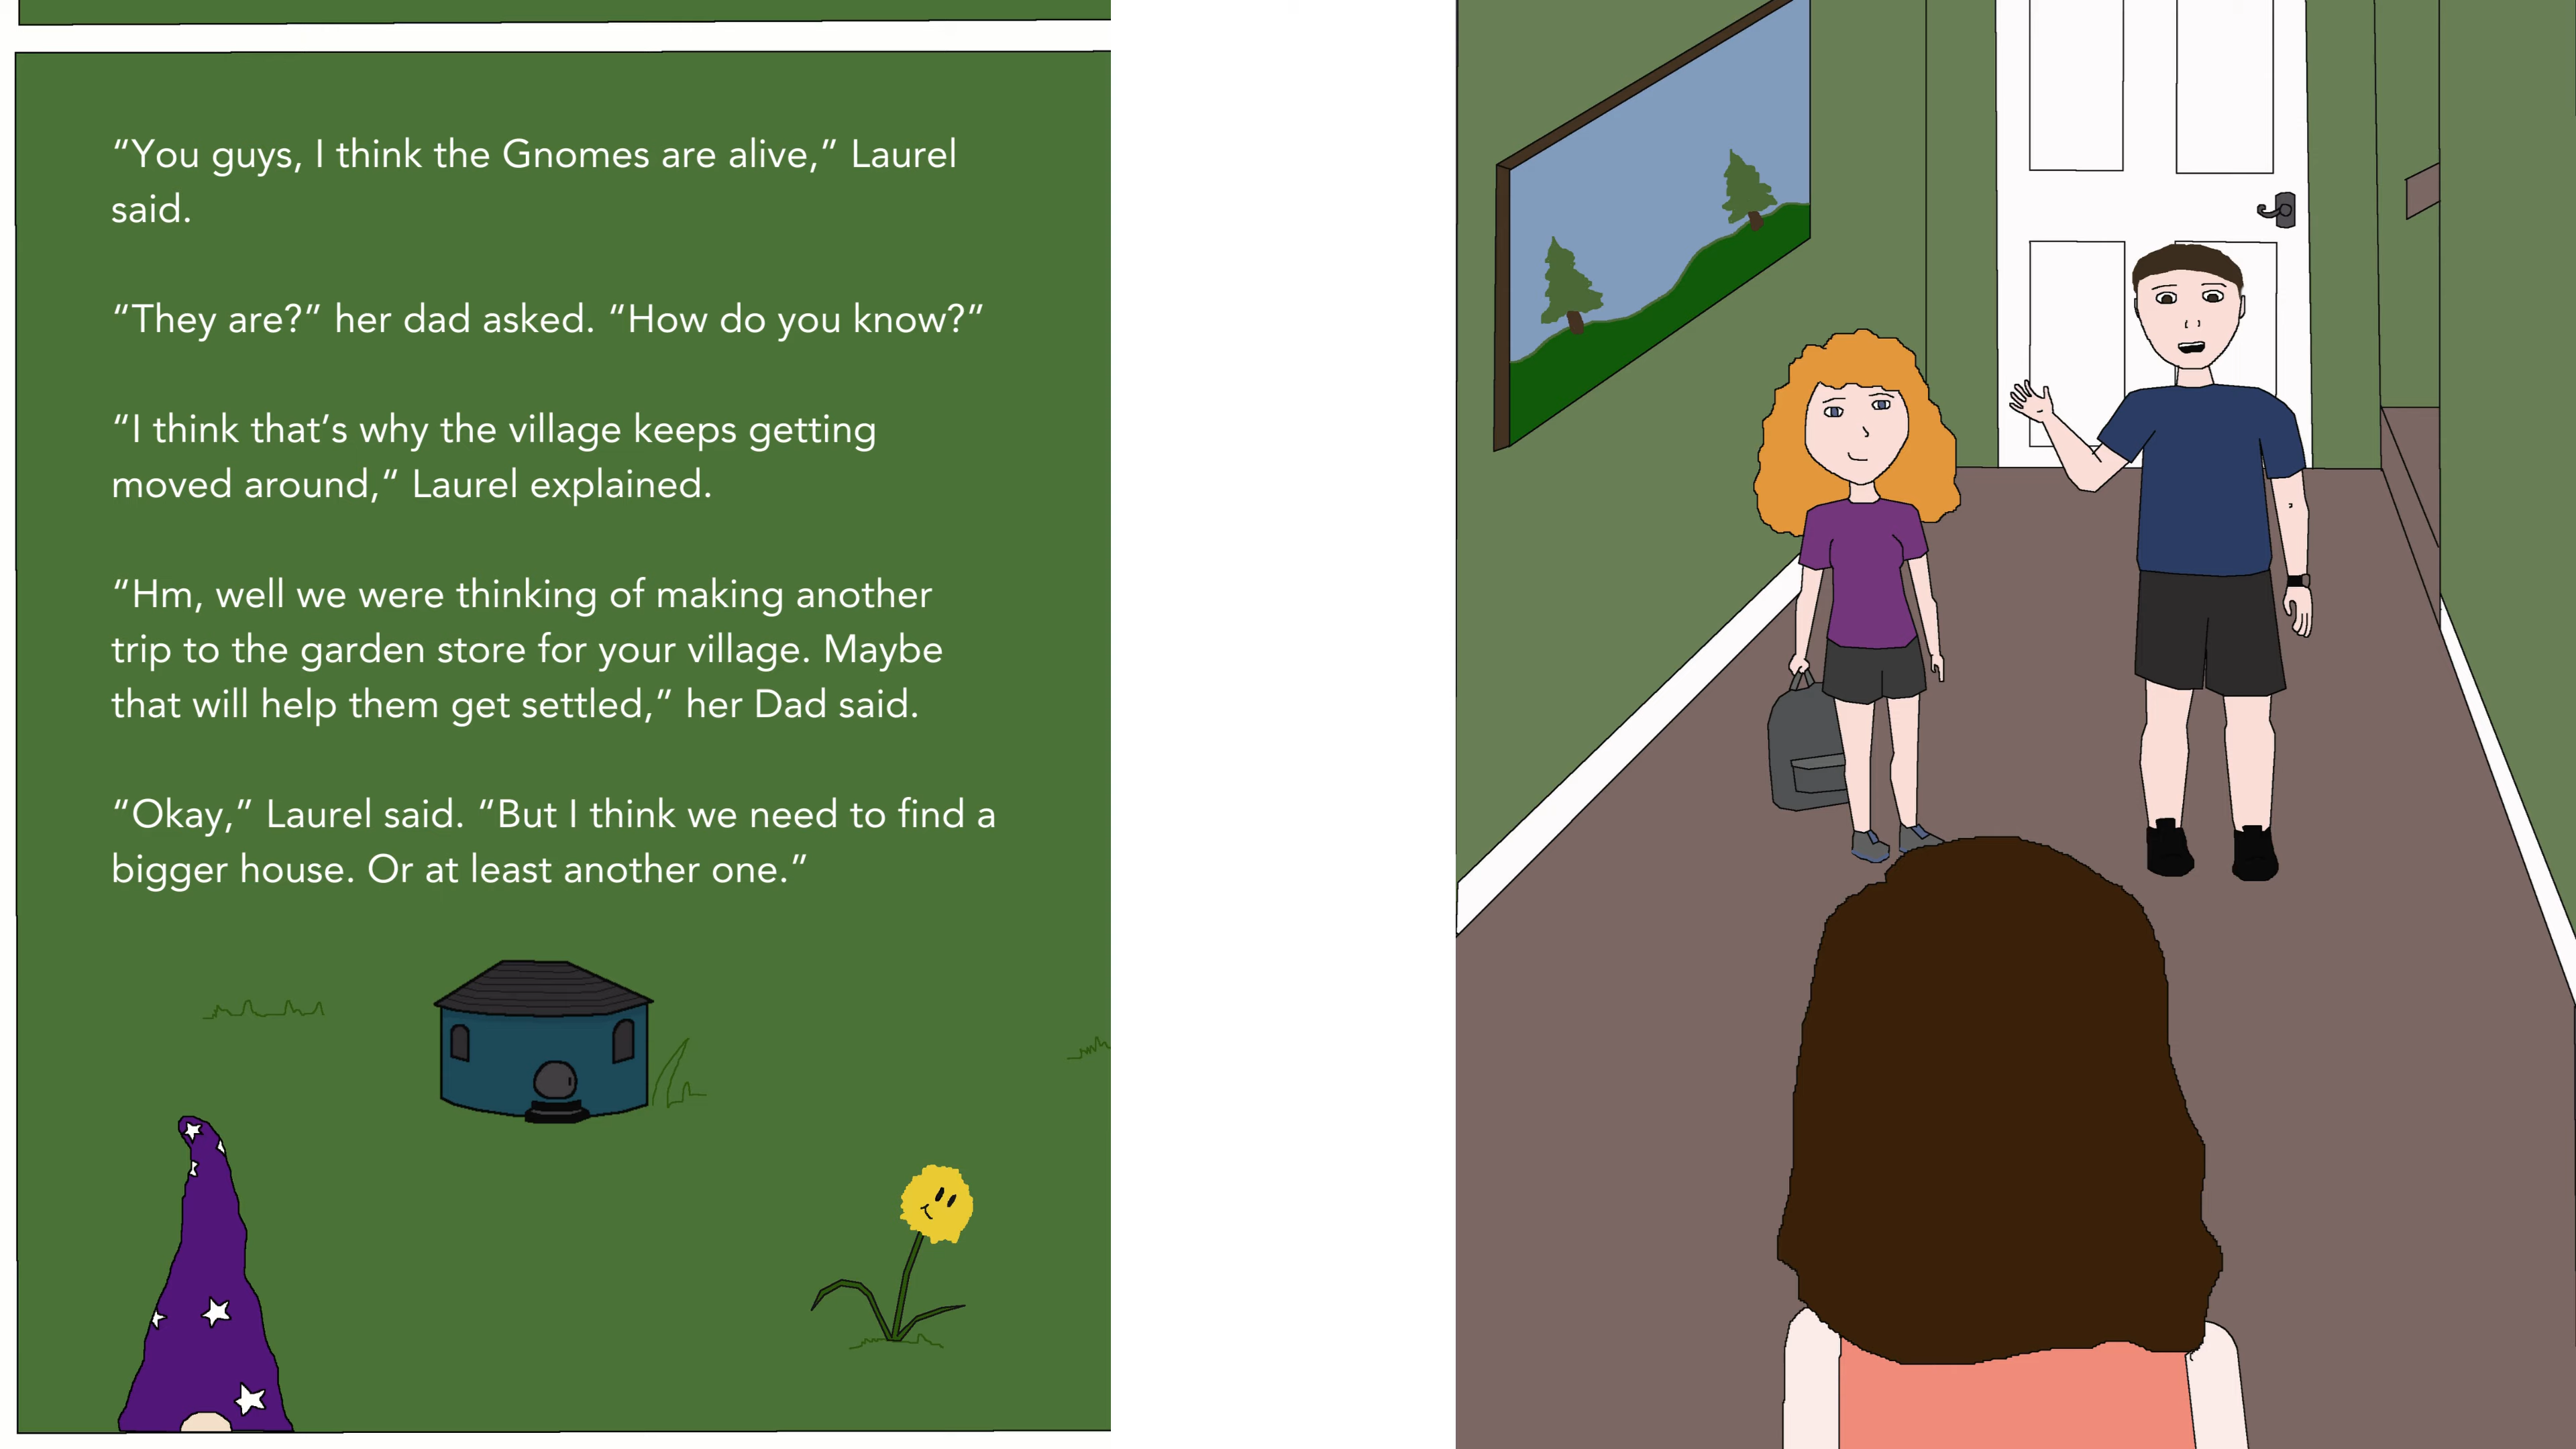 “You guys, I think the Gnomes are alive,” Laurel
said.
“They are?” her dad asked. “How do you know?”
“I think that’s why the village keeps getting
moved around,“ Laurel explained.
“Hm, well we were thinking of making another
trip to the garden store for your village. Maybe
that will help them get settled,” her Dad said.
“Okay,” Laurel said. “But I think we need to find a
bigger house. Or at least another one.”